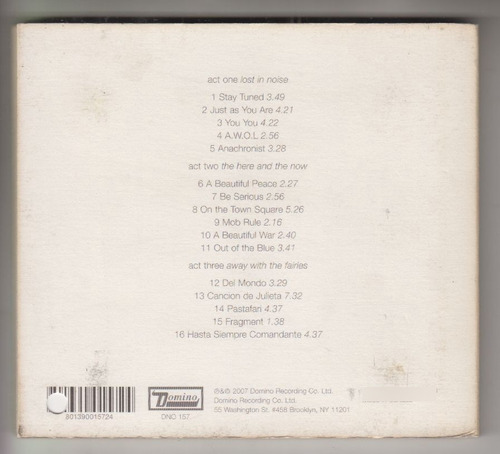 act one lost in noise
1 Stay Tuned 3.49
2 Just as You Are 4.21
3 You You 4.22
4 A.W.O.L 2.56
5 Anachronist 3.28
act two the here and the now
6 A Beautiful Peace 2.27
7 Be Sarious 2.56
8 On the Town Square 5.26
9 Mob Rule 2.16
10 A Beautiful War 2.40
11 Out of the Blue 3.41
act three away with the fairies
12 Del Mondo 3.29
13 Cancion de Julieta 7.32
14 Pastafari 4.37
15 Fragment 1.38
16 Hasta Siempre Comandante 4.37
801390015724
Domino
DNO 157
℗&© 2007 Domino Recording Co. Ltd.
Domino Recording Co. Ltd.
55 Washington St. #458 Brooklyn, NY 11201